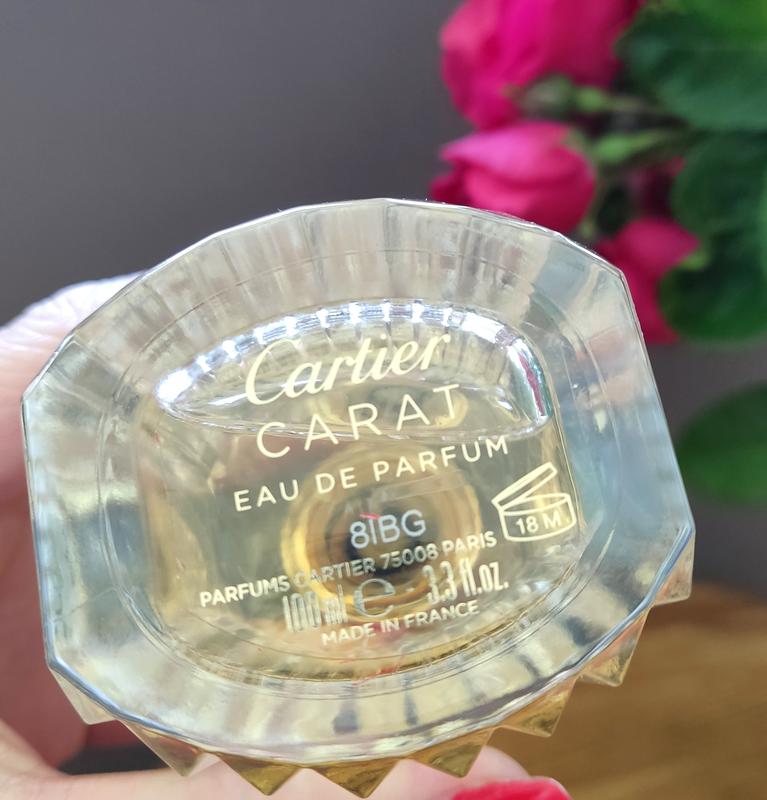 Cartier
CARAT
EAU DE PARFUM
8IBG
18 M
PARFUMS CARTIER 75008 PARIS
100 ml e 3.3 fl.oz.
MADE IN FRANCE